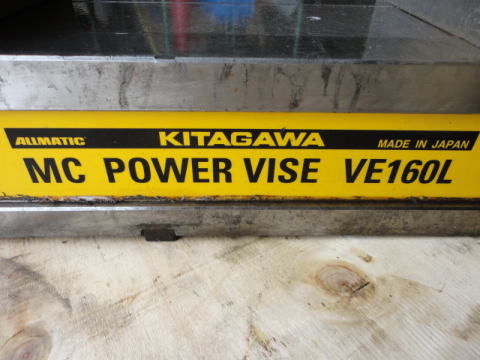 ALLMATIC KITAGAWA MADE IN JAPAN
MC POWER VISE VE160L